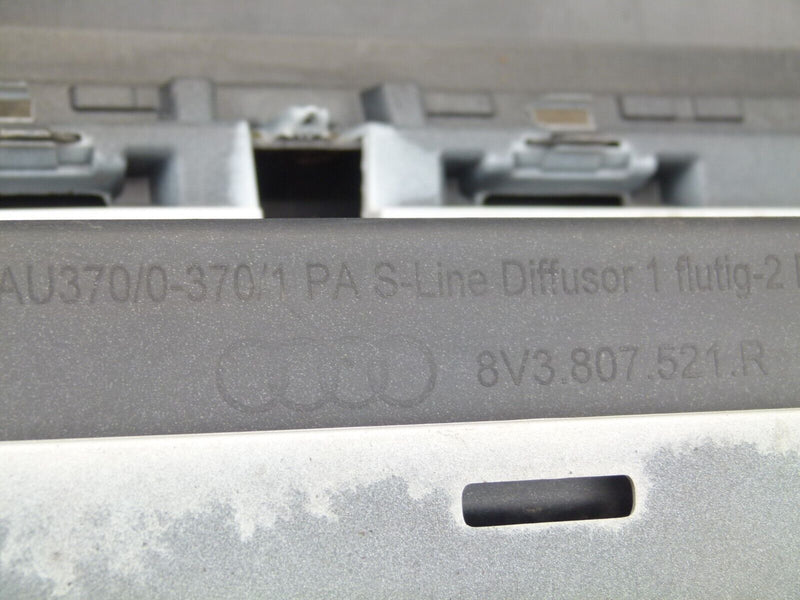 AU370/0-370/1 PA S-Line Diffusor 1 flutig-2
8V3.807.521.R